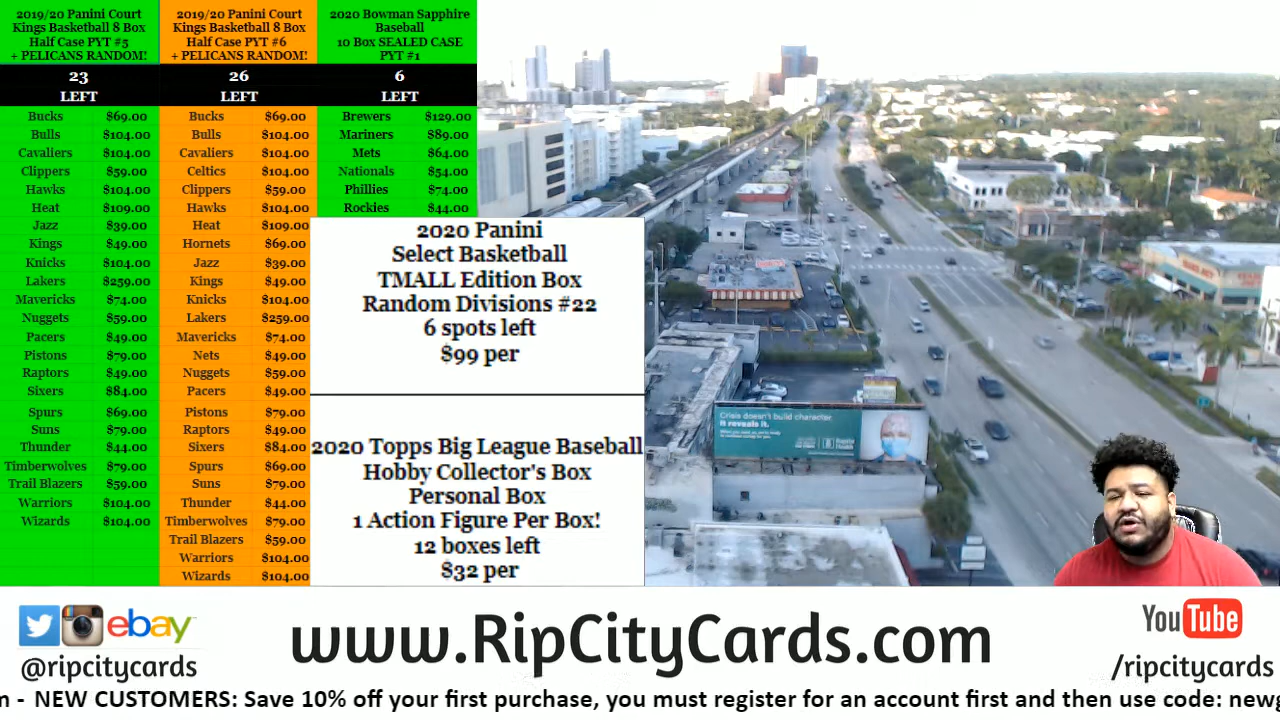 2019/20 Panini Court
Kings Basketball 8 Box
Half Case PYT #5
+ PELICANS RANDOM!
23
LEFT
Bucks $69.00
Bulls $104.00
Cavaliers $104.00
Clippers $59.00
Hawks $104.00
Heat $109.00
Jazz $39.00
Kings $49.00
Knicks $104.00
Lakers $259.00
Mavericks $74.00
Nuggets $59.00
Pacers $49.00
Pistons $79.00
Raptors $49.00
Sixers $84.00
Spurs $69.00
Suns $79.00
Thunder $44.00
Timberwolves $79.00
Trail Blazers $59.00
Warriors $104.00
Wizards $104.00
2019/20 Panini Court
Kings Basketball 8 Box
Half Case PYT #6
+ PELICANS RANDOM!
26
LEFT
Bucks $69.00
Bulls $104.00
Cavaliers $104.00
Celtics $104.00
Clippers $59.00
Hawks $104.00
Heat $109.00
Hornets $69.00
Jazz $39.00
Kings $49.00
Knicks $104.00
Lakers $259.00
Mavericks $74.00
Nets $49.00
Nuggets $59.00
Pacers $49.00
Pistons $79.00
Raptors $49.00
Sixers $84.00
Spurs $69.00
Suns $79.00
Thunder $44.00
Timberwolves $79.00
Trail Blazers $59.00
Warriors $104.00
Wizards $104.00
2020 Bowman Sapphire
Baseball
10 Box SEALED CASE
PYT #1
6
LEFT
Brewers $129.00
Mariners $89.00
Mets $64.00
Nationals $54.00
Phillies $74.00
Rockies $44.00
2020 Panini
Select Basketball
TMALL Edition Box
Random Divisions #22
6 spots left
$99 per
2020 Topps Big League Baseball
Hobby Collector's Box
Personal Box
1 Action Figure Per Box!
12 boxes left
$32 per
Crisis doesn't build character.
It reveals it.
ebay
@ripcitycards
www.RipCityCards.com
YouTube
/ripcitycards
m - NEW CUSTOMERS: Save 10% off your first purchase, you must register for an account first and then use code: newg